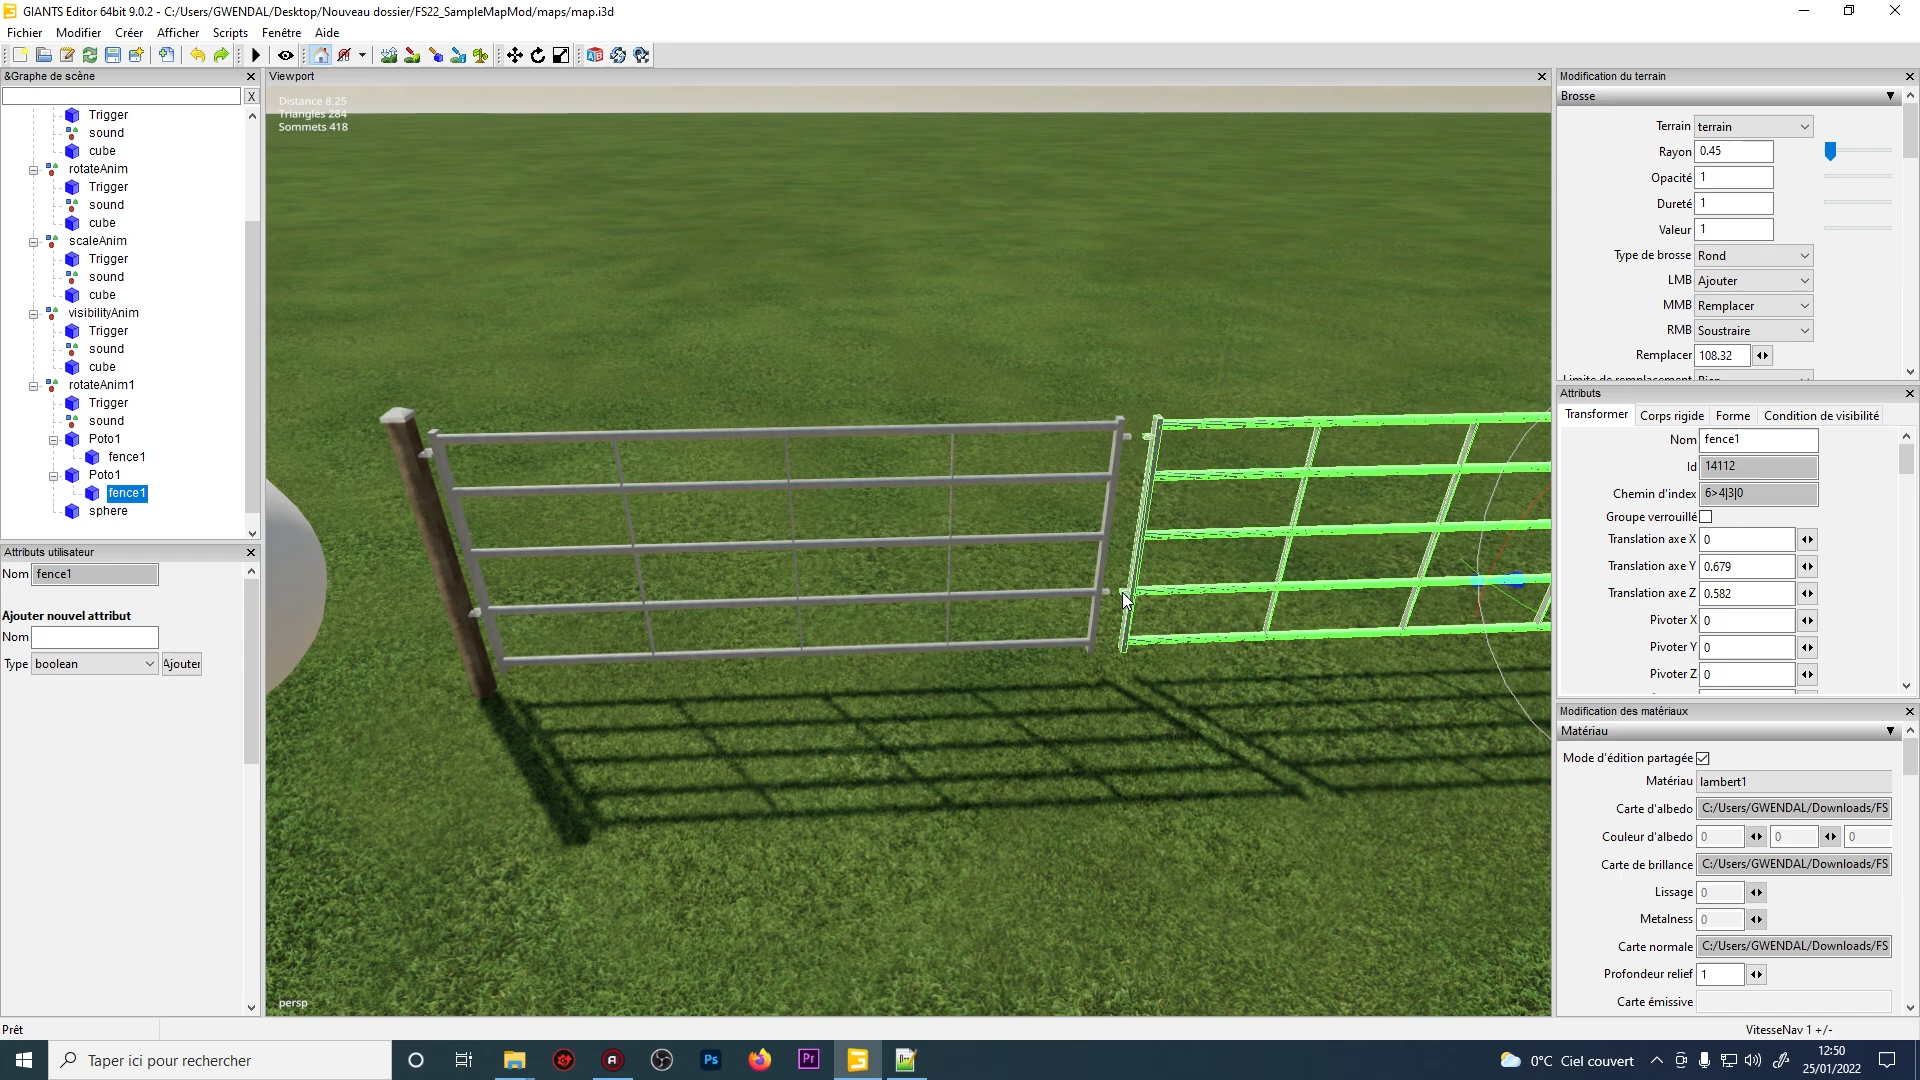 GIANTS Editor 64bit 9.0.2 - C:/Users/GWENDAL/Desktop/Nouveau dossier/FS22_SampleMapMod/maps/map.i3d
Fichier Modifier Créer Afficher Scripts Fenêtre Aide
&Graphe de scène
X
Trigger
sound
cube
rotateAnim
Trigger
sound
cube
scaleAnim
Trigger
sound
cube
visibilityAnim
Trigger
sound
cube
rotateAnim1
Trigger
sound
Poto1
fence1
Poto1
fence1
sphere
Attributs utilisateur
Nom fence1
Ajouter nouvel attribut
Nom
Type boolean Ajouter
Viewport
Distance 8.25
Triangles 284
Sommets 418
persp
Modification du terrain
Brosse
Terrain terrain
Rayon 0.45
Opacité 1
Dureté 1
Valeur 1
Type de brosse Rond
LMB Ajouter
MMB Remplacer
RMB Soustraire
Remplacer 108.32
Limite de remplacement Rien
Attributs
Transformer Corps rigide Forme Condition de visibilité
Nom fence1
Id 14112
Chemin d'index 6>4|3|0
Groupe verrouillé
Translation axe X 0
Translation axe Y 0.679
Translation axe Z 0.582
Pivoter X 0
Pivoter Y 0
Pivoter Z 0
Modification des matériaux
Matériau
Mode d'édition partagée
Matériau lambert1
Carte d'albedo C:/Users/GWENDAL/Downloads/FS
Couleur d'albedo 0 0 0
Carte de brillance C:/Users/GWENDAL/Downloads/FS
Lissage 0
Metalness 0
Carte normale C:/Users/GWENDAL/Downloads/FS
Profondeur relief 1
Carte émissive
Prêt
VitesseNav 1 +/-
Taper ici pour rechercher
Ps
Pr
0°C Ciel couvert
12:50
25/01/2022